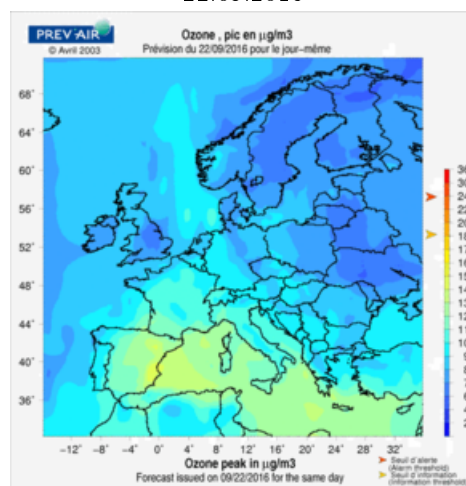 PREV'AIR
© Avril 2003
Ozone , pic en µg/m3
Prévision du 22/09/2016 pour le jour-même
68°
64°
60°
56°
52°
48°
44°
40°
36°
−12° −8° −4° 0° 4° 8° 12° 16° 20° 24° 28° 32°
Ozone peak in µg/m3
Forecast issued on 09/22/2016 for the same day
Seuil d'alerte
(Alarm threshold)
Seuil d'information
(Information threshold)